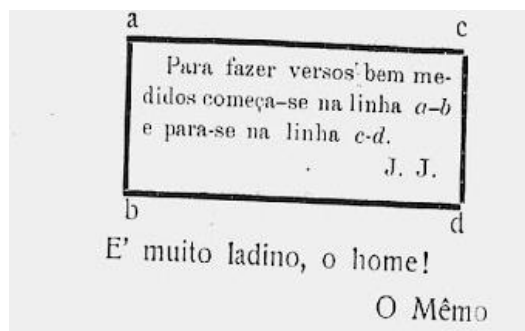 a c
Para fazer versos bem me-
didos começa-se na linha a-b
e para-se na linha c-d.
J. J.
b d
E' muito ladino, o home!
O Mêmo